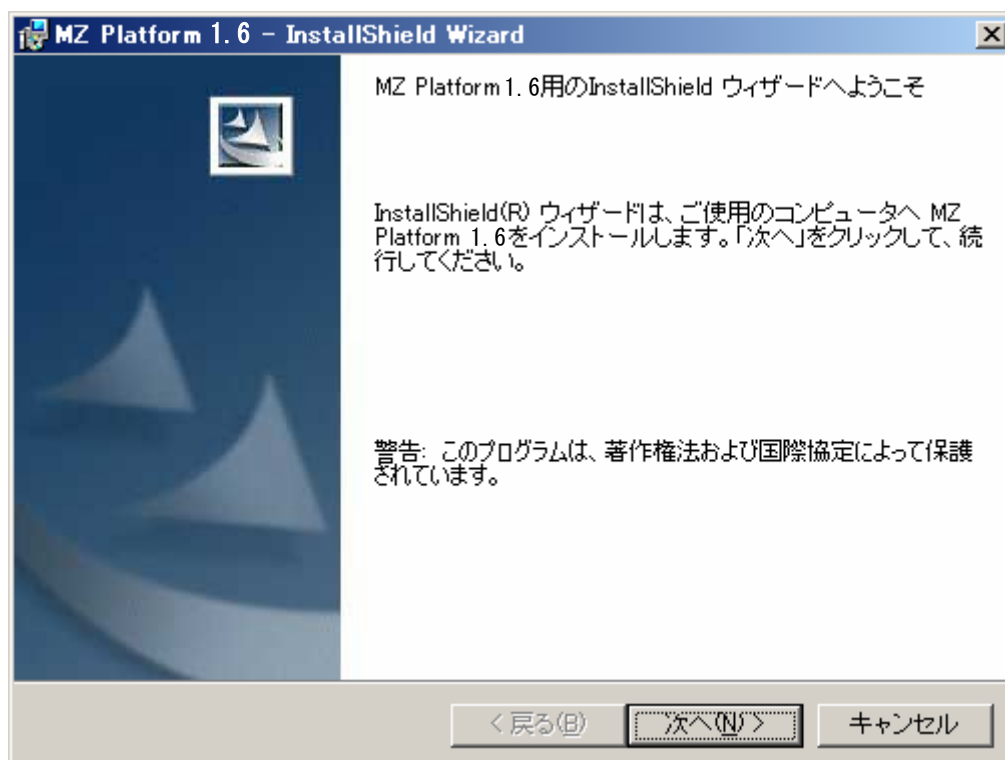 MZ Platform 1.6 - InstallShield Wizard
MZ Platform 1.6用のInstallShield ウィザードへようこそ
InstallShield(R) ウィザードは、ご使用のコンピュータへ MZ
Platform 1.6をインストールします。「次へ」をクリックして、続
行してください。
警告: このプログラムは、著作権法および国際協定によって保護
されています。
< 戻る(B)
次へ(N) >
キャンセル